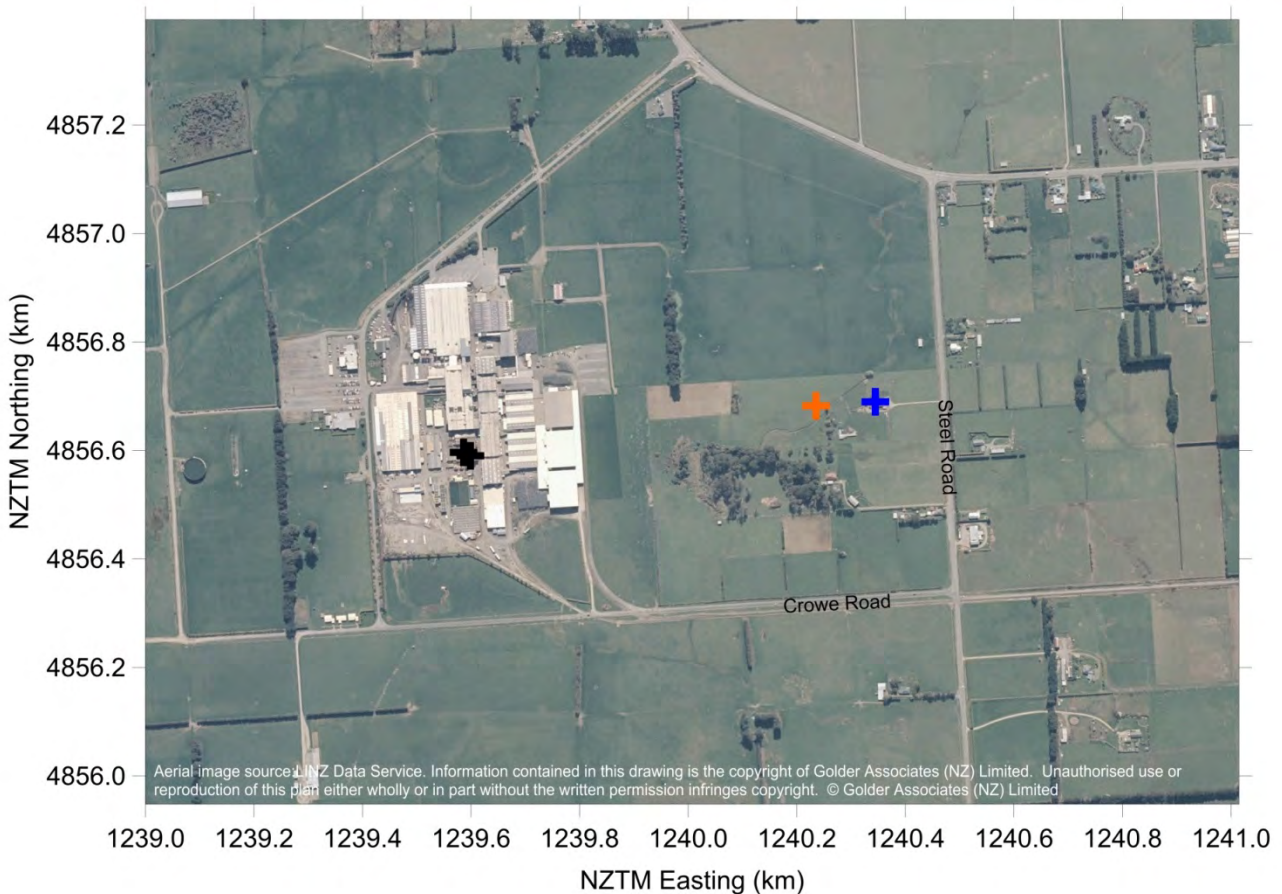 4857.2
4857.0
4856.8
4856.6
4856.4
4856.2
4856.0
NZTM Northing (km)
Steel Road
Crowe Road
Aerial image source:LINZ Data Service. Information contained in this drawing is the copyright of Golder Associates (NZ) Limited. Unauthorised use or
reproduction of this plan either wholly or in part without the written permission infringes copyright. © Golder Associates (NZ) Limited
1239.0 1239.2 1239.4 1239.6 1239.8 1240.0 1240.2 1240.4 1240.6 1240.8 1241.0
NZTM Easting (km)